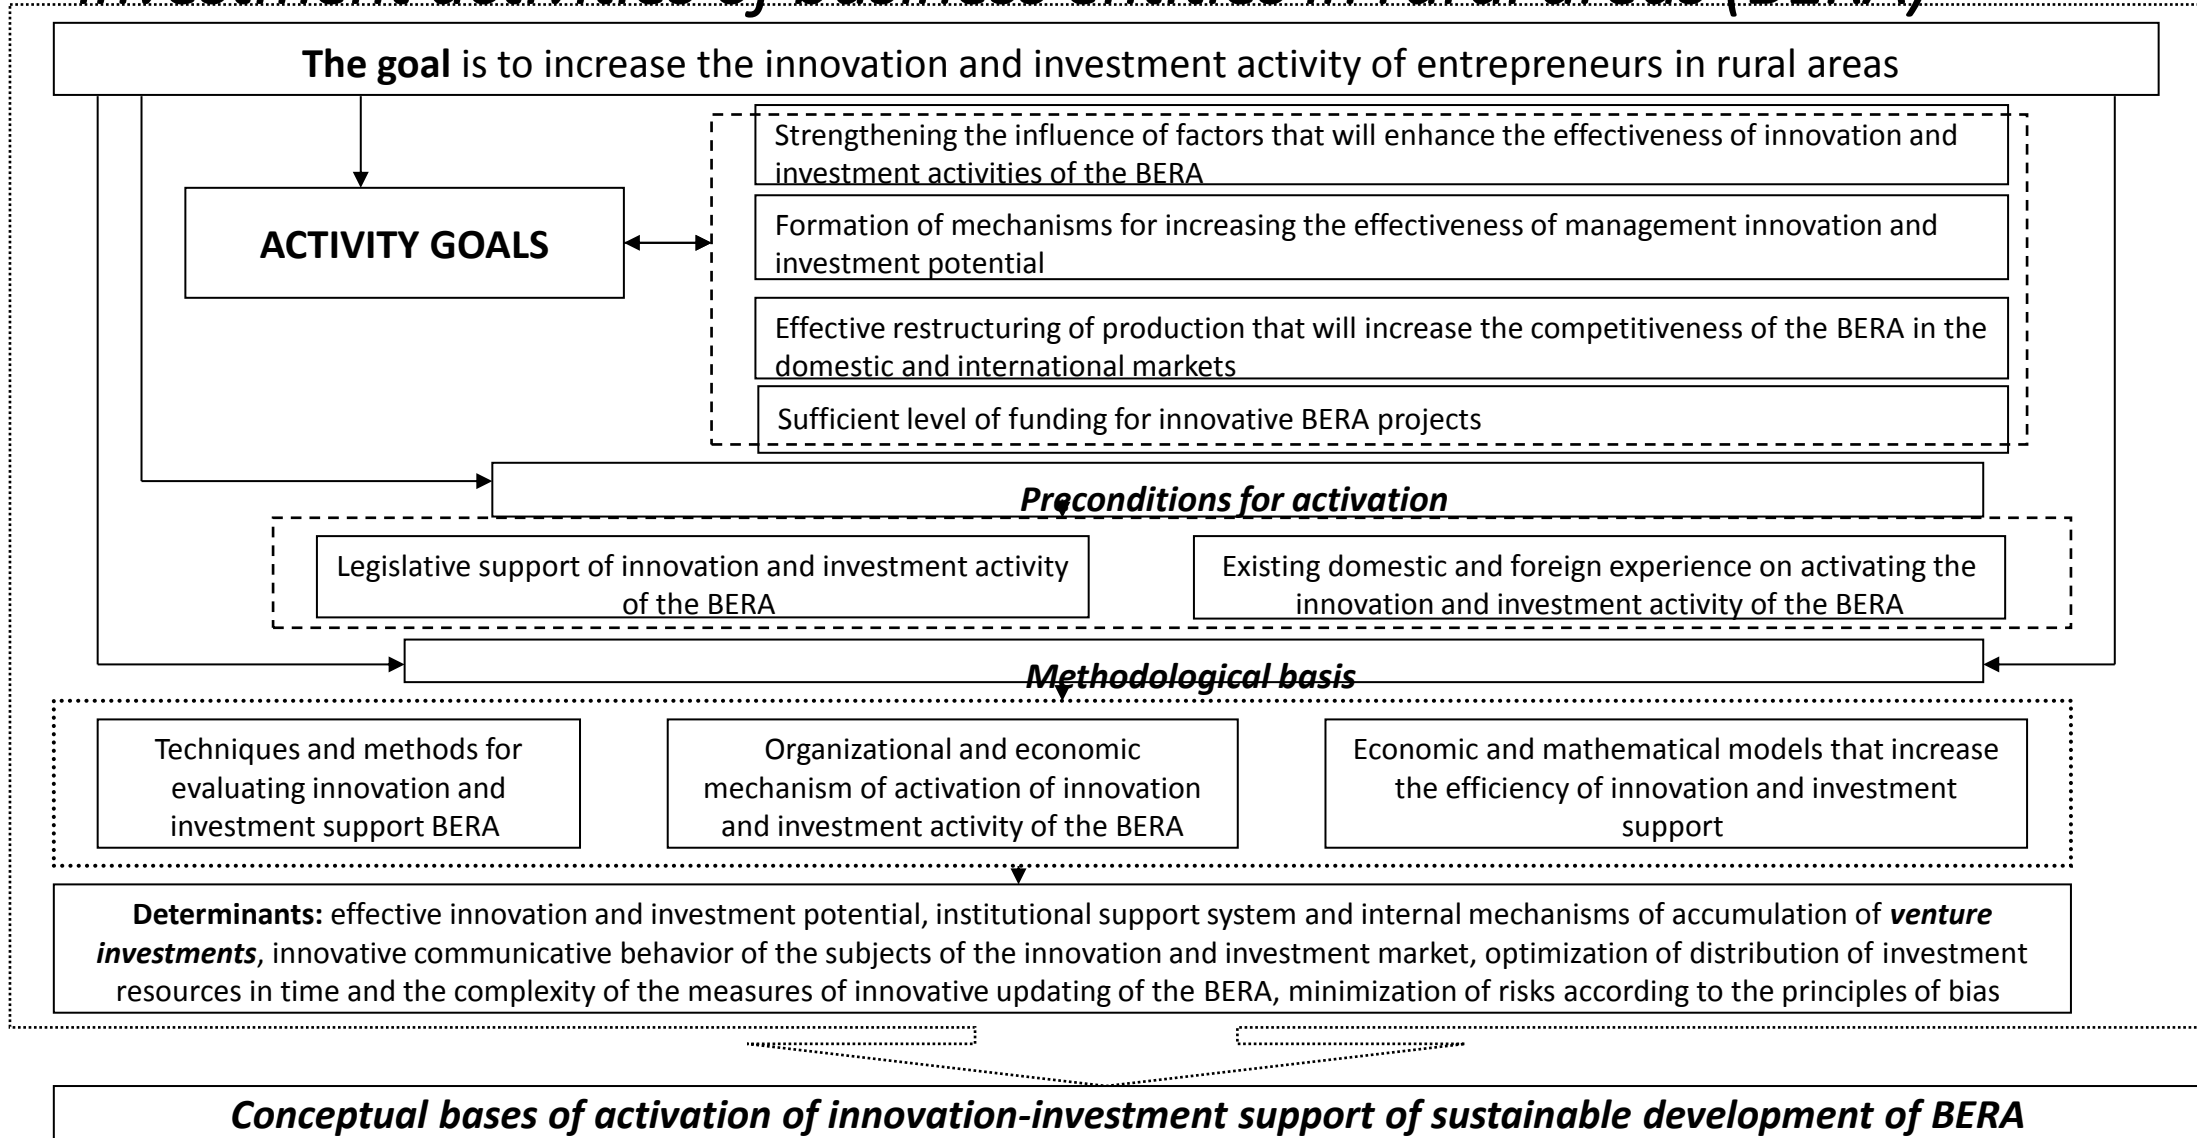 investment activities of business entities in rural areas (BERA)
The goal is to increase the innovation and investment activity of entrepreneurs in rural areas
Strengthening the influence of factors that will enhance the effectiveness of innovation and
investment activities of the BERA
ACTIVITY GOALS
Formation of mechanisms for increasing the effectiveness of management innovation and
investment potential
Effective restructuring of production that will increase the competitiveness of the BERA in the
domestic and international markets
Sufficient level of funding for innovative BERA projects
Preconditions for activation
Legislative support of innovation and investment activity
of the BERA
Existing domestic and foreign experience on activating the
innovation and investment activity of the BERA
Methodological basis
Techniques and methods for
evaluating innovation and
investment support BERA
Organizational and economic
mechanism of activation of innovation
and investment activity of the BERA
Economic and mathematical models that increase
the efficiency of innovation and investment
support
Determinants: effective innovation and investment potential, institutional support system and internal mechanisms of accumulation of venture
investments, innovative communicative behavior of the subjects of the innovation and investment market, optimization of distribution of investment
resources in time and the complexity of the measures of innovative updating of the BERA, minimization of risks according to the principles of bias
Conceptual bases of activation of innovation-investment support of sustainable development of BERA